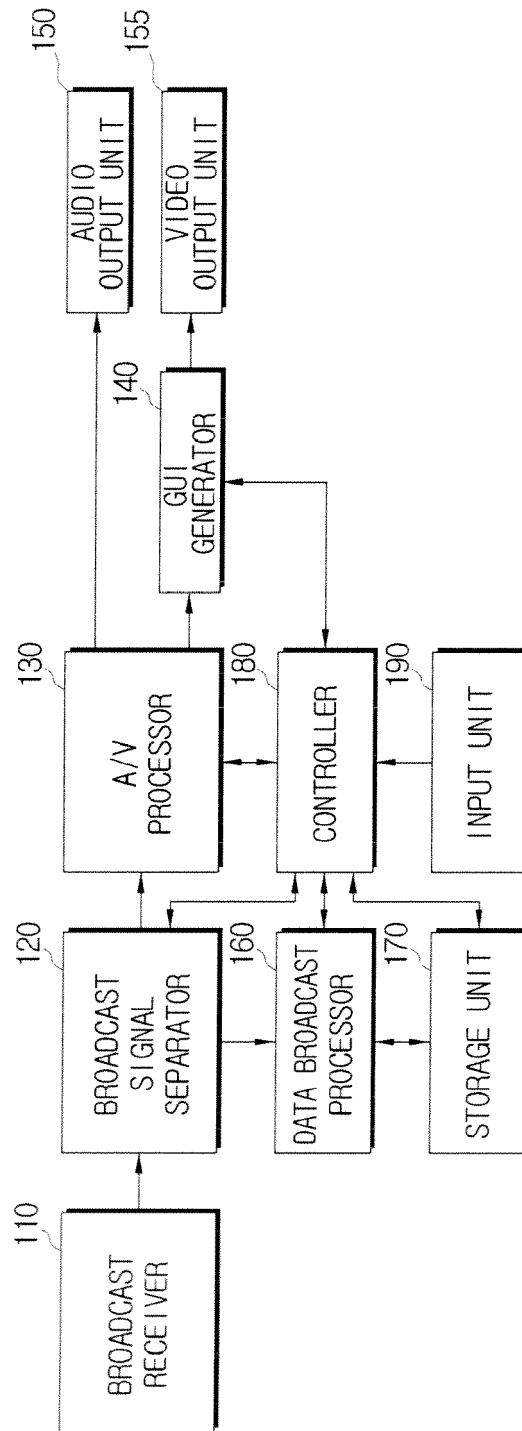 110
BROADCAST
RECEIVER
120
BROADCAST
SIGNAL
SEPARATOR
130
A/V
PROCESSOR
140
GUI
GENERATOR
150
AUDIO
OUTPUT UNIT
155
VIDEO
OUTPUT UNIT
160
DATA BROADCAST
PROCESSOR
180
CONTROLLER
170
STORAGE UNIT
190
INPUT UNIT